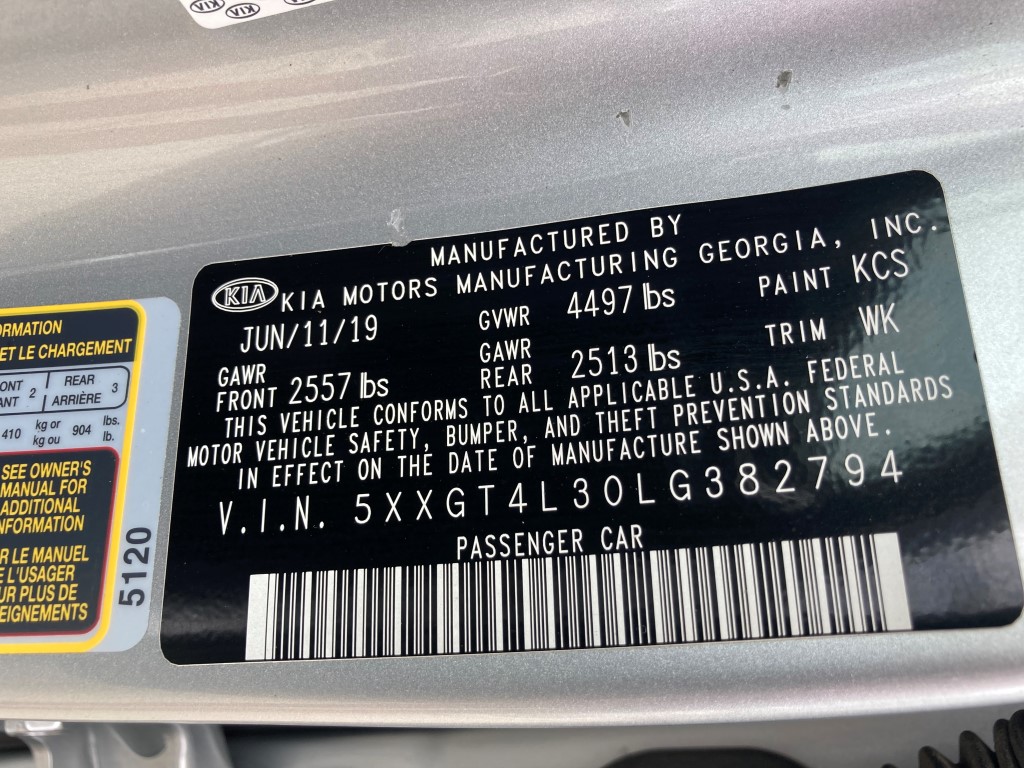 KIA KIA
MANUFACTURED BY
KIA KIA MOTORS MANUFACTURING GEORGIA, INC.
JUN/11/19 GVWR 4497 lbs PAINT KCS
GAWR FRONT 2557 lbs GAWR REAR 2513 lbs TRIM WK
THIS VEHICLE CONFORMS TO ALL APPLICABLE U.S.A. FEDERAL
MOTOR VEHICLE SAFETY, BUMPER, AND THEFT PREVENTION STANDARDS
IN EFFECT ON THE DATE OF MANUFACTURE SHOWN ABOVE.
V.I.N. 5XXGT4L30LG382794
PASSENGER CAR
ORMATION
ET LE CHARGEMENT
ONT 2 REAR 3
ANT ARRIÈRE
410 kg or 904 lbs.
kg ou lb.
SEE OWNER'S
MANUAL FOR
ADDITIONAL
NFORMATION
R LE MANUEL
E L'USAGER
UR PLUS DE
EIGNEMENTS
5120